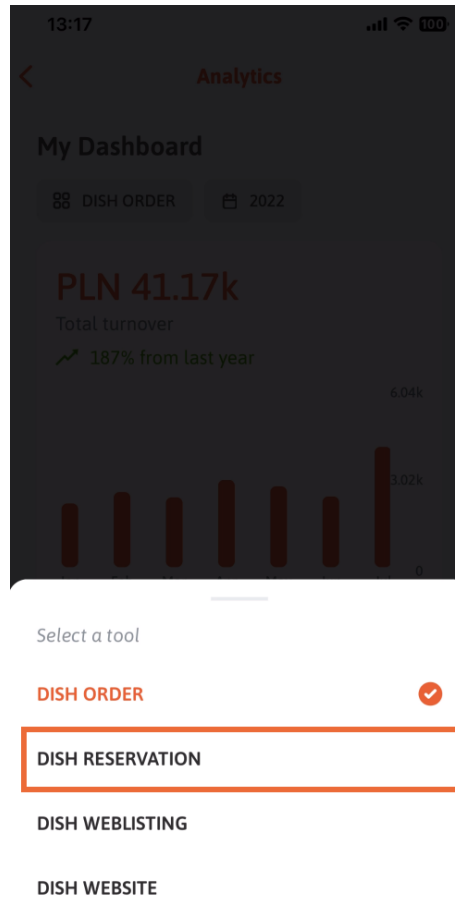 13:17
100
Analytics
My Dashboard
DISH ORDER
2022
PLN 41.17k
Total turnover
187% from last year
6.04k
3.02k
0
Select a tool
DISH ORDER
DISH RESERVATION
DISH WEBLISTING
DISH WEBSITE